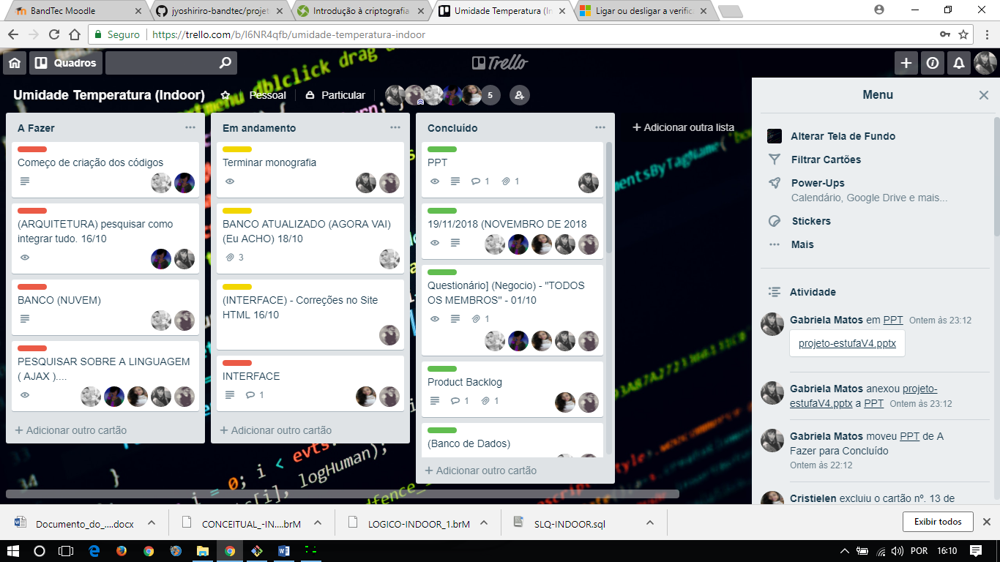 BandTec Moodle
jyoshiriro-bandtec/projet
Introdução à criptografia
Umidade Temperatura (In
Ligar ou desligar a verific
Seguro
https://trello.com/b/I6NR4qfb/umidade-temperatura-indoor
Quadros
Trello
Umidade Temperatura (Indoor)
Pessoal
Particular
5
A Fazer
Começo de criação dos códigos
(ARQUITETURA) pesquisar como
integrar tudo. 16/10
BANCO (NUVEM)
PESQUISAR SOBRE A LINGUAGEM
( AJAX )....
+ Adicionar outro cartão
Em andamento
Terminar monografia
BANCO ATUALIZADO (AGORA VAI)
(Eu ACHO) 18/10
3
(INTERFACE) - Correções no Site
HTML 16/10
INTERFACE
1
+ Adicionar outro cartão
Concluído
PPT
1 1
19/11/2018 (NOVEMBRO DE 2018
Questionário] (Negocio) - "TODOS
OS MEMBROS" - 01/10
1
Product Backlog
1 1
(Banco de Dados)
+ Adicionar outro cartão
+ Adicionar outra lista
Menu
Alterar Tela de Fundo
Filtrar Cartões
Power-Ups
Calendário, Google Drive e mais...
Stickers
Mais
Atividade
Gabriela Matos em PPT Ontem às 23:12
projeto-estufaV4.pptx
Gabriela Matos anexou projeto-
estufaV4.pptx a PPT Ontem às 23:12
Gabriela Matos moveu PPT de A
Fazer para Concluído
Ontem às 22:12
Cristielen excluiu o cartão nº. 13 de
Documento_do_....docx
CONCEITUAL_-IN....brM
LOGICO-INDOOR_1.brM
SLQ-INDOOR.sql
Exibir todos
POR
16:10